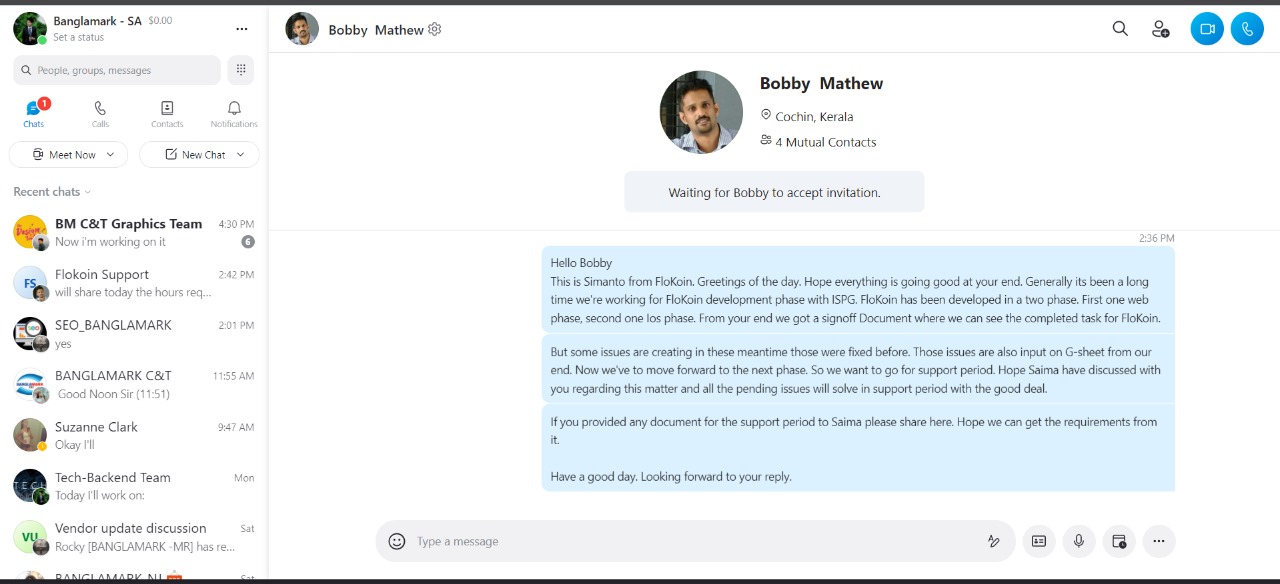 Banglamark - SA $0.00
Set a status
People, groups, messages
1
Chats Calls Contacts Notifications
Meet Now New Chat
Recent chats
BM C&T Graphics Team 4:30 PM
Now i'm working on it 6
FS
Flokoin Support 2:42 PM
will share today the hours req...
SEO_BANGLAMARK 2:01 PM
yes
BANGLAMARK C&T 11:55 AM
Good Noon Sir (11:51)
Suzanne Clark 9:47 AM
Okay I'll
Tech-Backend Team Mon
Today I'll work on:
VU
Vendor update discussion Sat
Rocky [BANGLAMARK -MR] has re...
BANGLAMARK_NJ Sat
Bobby Mathew
Bobby Mathew
Cochin, Kerala
4 Mutual Contacts
Waiting for Bobby to accept invitation.
2:36 PM
Hello Bobby
This is Simanto from FloKoin. Greetings of the day. Hope everything is going good at your end. Generally its been a long
time we're working for FloKoin development phase with ISPG. FloKoin has been developed in a two phase. First one web
phase, second one Ios phase. From your end we got a signoff Document where we can see the completed task for FloKoin.
But some issues are creating in these meantime those were fixed before. Those issues are also input on G-sheet from our
end. Now we've to move forward to the next phase. So we want to go for support period. Hope Saima have discussed with
you regarding this matter and all the pending issues will solve in support period with the good deal.
If you provided any document for the support period to Saima please share here. Hope we can get the requirements from
it.
Have a good day. Looking forward to your reply.
Type a message